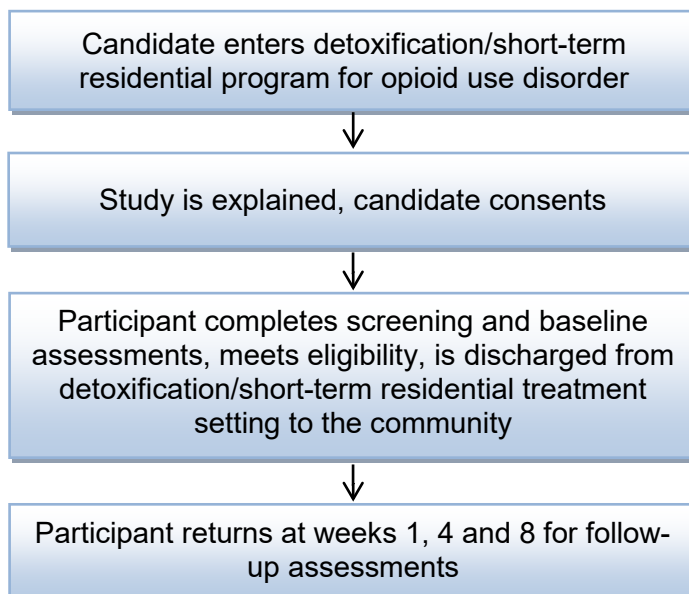 Candidate enters detoxification/short-term
residential program for opioid use disorder
Study is explained, candidate consents
Participant completes screening and baseline
assessments, meets eligibility, is discharged from
detoxification/short-term residential treatment
setting to the community
Participant returns at weeks 1, 4 and 8 for follow-
up assessments